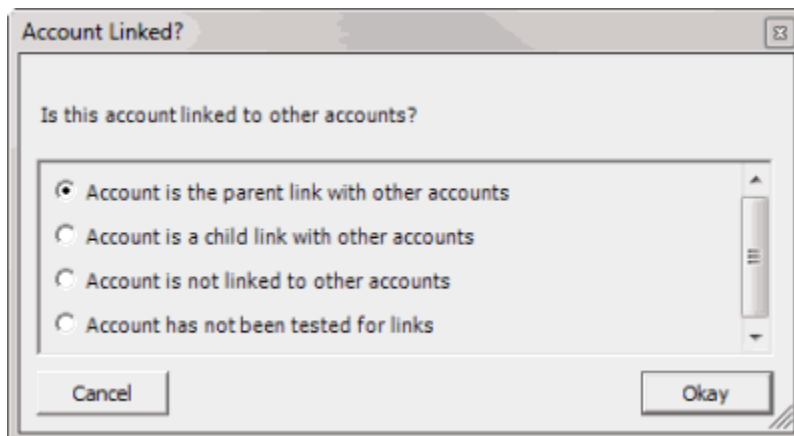 Account Linked?
Is this account linked to other accounts?
Account is the parent link with other accounts
Account is a child link with other accounts
Account is not linked to other accounts
Account has not been tested for links
Cancel Okay